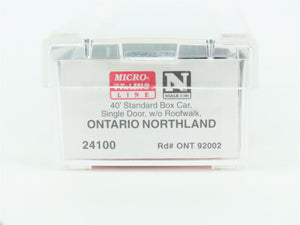 MICRO-
TRAINS
LINE
N
SCALE 1:160
40' Standard Box Car,
Single Door, w/o Roofwalk,
ONTARIO NORTHLAND
24100 Rd# ONT 92002